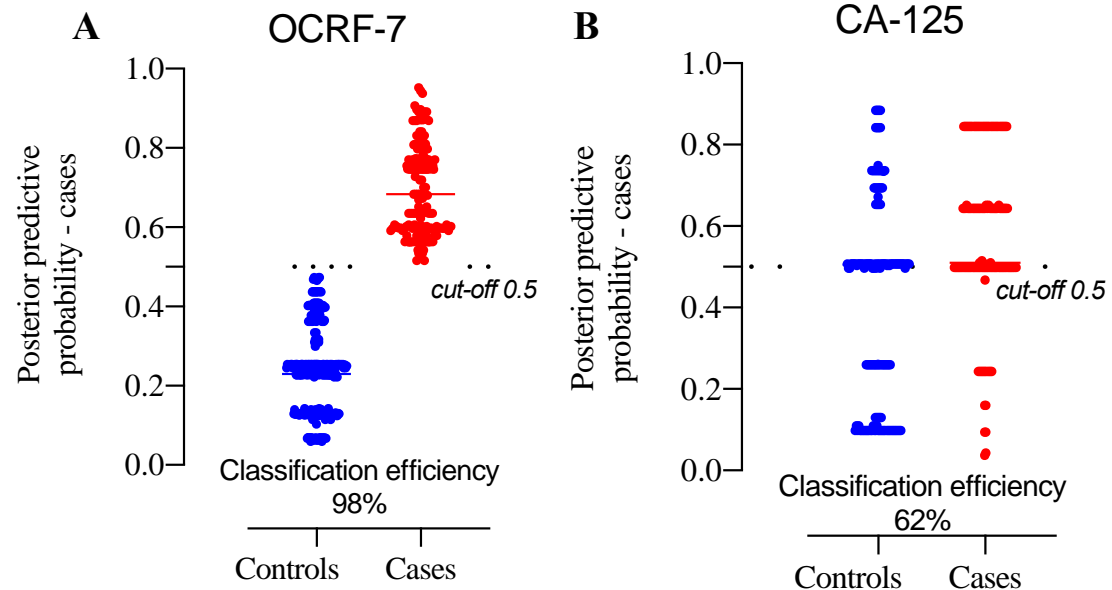 A
OCRF-7
1.0
0.8
0.6
0.4
0.2
0.0
Posterior predictive
probability - cases
cut-off 0.5
Classification efficiency
98%
Controls
Cases
B
CA-125
1.0
0.8
0.6
0.4
0.2
0.0
Posterior predictive
probability - cases
cut-off 0.5
Classification efficiency
62%
Controls
Cases